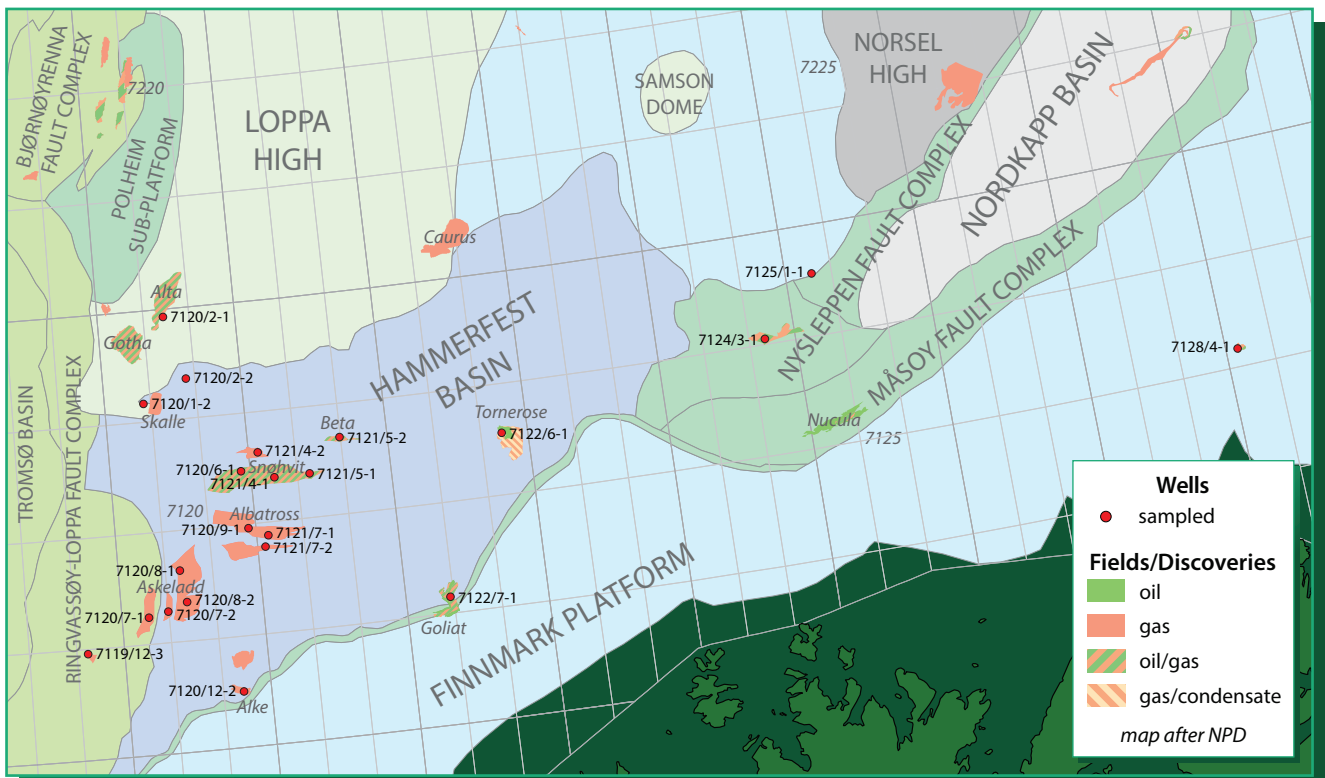 BJØRNØYRENNA
FAULT COMPLEX
7220
POLHEIM
SUB-PLATFORM
LOPPA
HIGH
SAMSON
DOME
7225
NORSEL
HIGH
NORDKAPP BASIN
NYSLEPPEN FAULT COMPLEX
MÅSOY FAULT COMPLEX
Caurus
7125/1-1
Alta
7120/2-1
Gotha
HAMMERFEST
BASIN
7124/3-1
7128/4-1
7120/2-2
7120/1-2
Skalle
Beta
7121/5-2
Tornerose
7122/6-1
Nucula
7125
7121/4-2
7120/6-1
Snøhvit
7121/4-1
7121/5-1
TROMSØ BASIN
RINGVASSØY-LOPPA FAULT COMPLEX
7120
Albatross
7120/9-1
7121/7-1
7121/7-2
7120/8-1
Askeladd
7120/8-2
7120/7-1
7120/7-2
7122/7-1
Goliat
FINNMARK PLATFORM
7119/12-3
7120/12-2
Alke
Wells
sampled
Fields/Discoveries
oil
gas
oil/gas
gas/condensate
map after NPD